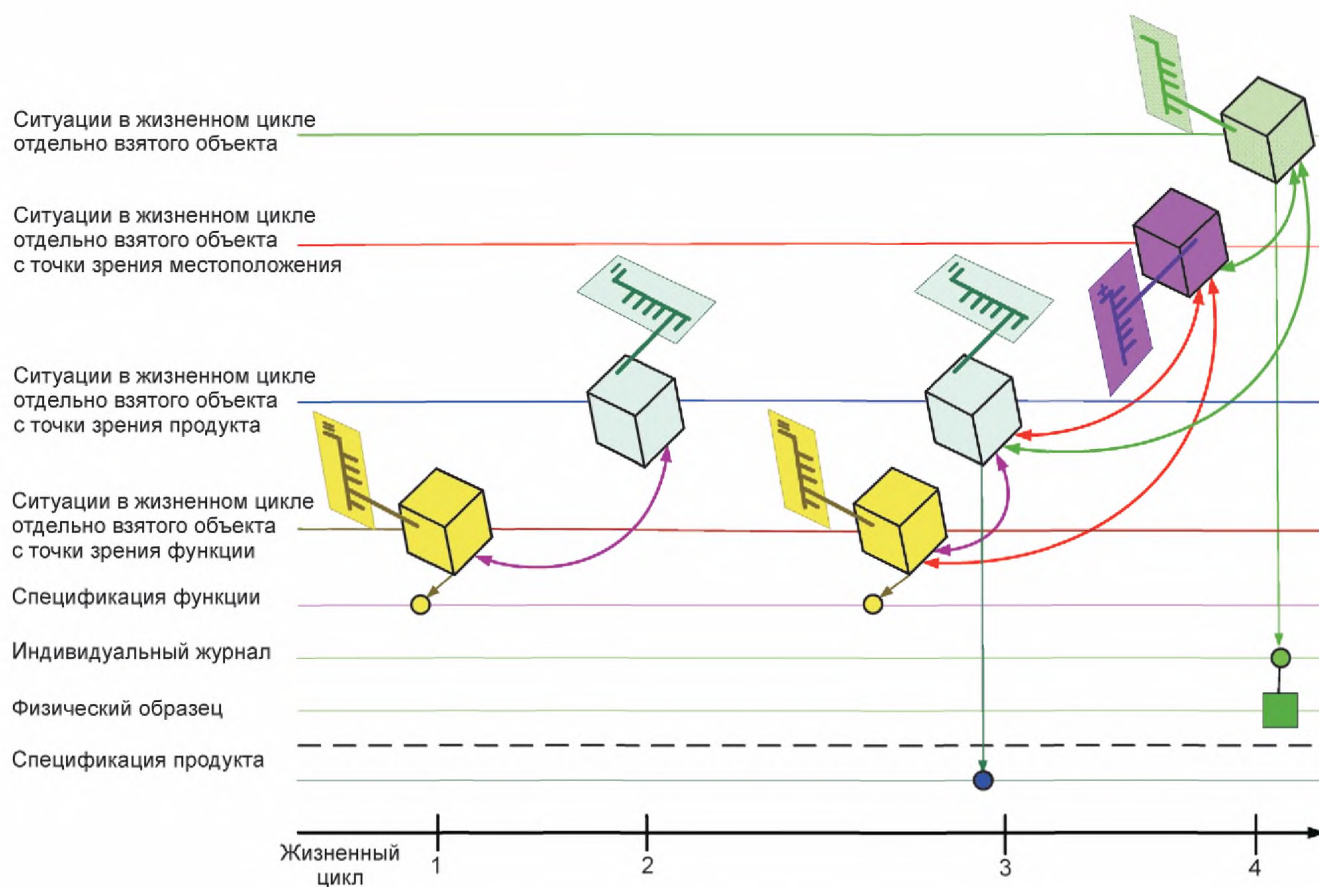 Ситуации в жизненном цикле
отдельно взятого объекта
Ситуации в жизненном цикле
отдельно взятого объекта
с точки зрения местоположения
Ситуации в жизненном цикле
отдельно взятого объекта
с точки зрения продукта
Ситуации в жизненном цикле
отдельно взятого объекта
с точки зрения функции
Спецификация функции
Индивидуальный журнал
Физический образец
Спецификация продукта
Жизненный
цикл
1 2 3 4